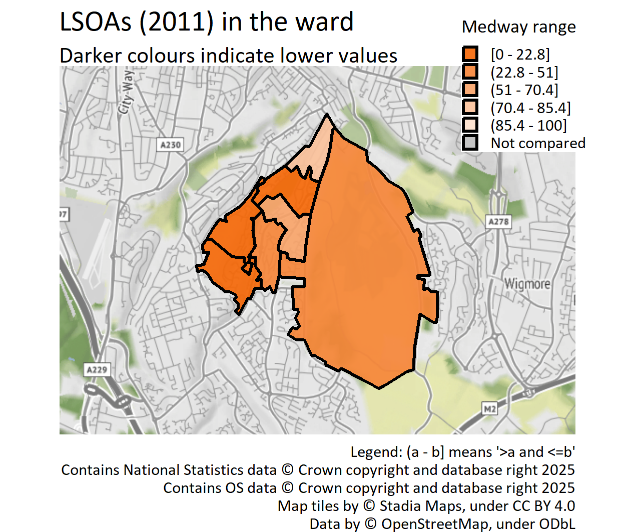 LSOAs (2011) in the ward
Darker colours indicate lower values
Medway range
[0 - 22.8]
(22.8 - 51]
(51 - 70.4]
(70.4 - 85.4]
(85.4 - 100]
Not compared
City Way
A230
A278
Wigmore
A229
M2
Legend: (a - b] means '>a and <=b'
Contains National Statistics data © Crown copyright and database right 2025
Contains OS data © Crown copyright and database right 2025
Map tiles by © Stadia Maps, under CC BY 4.0
Data by © OpenStreetMap, under ODbL